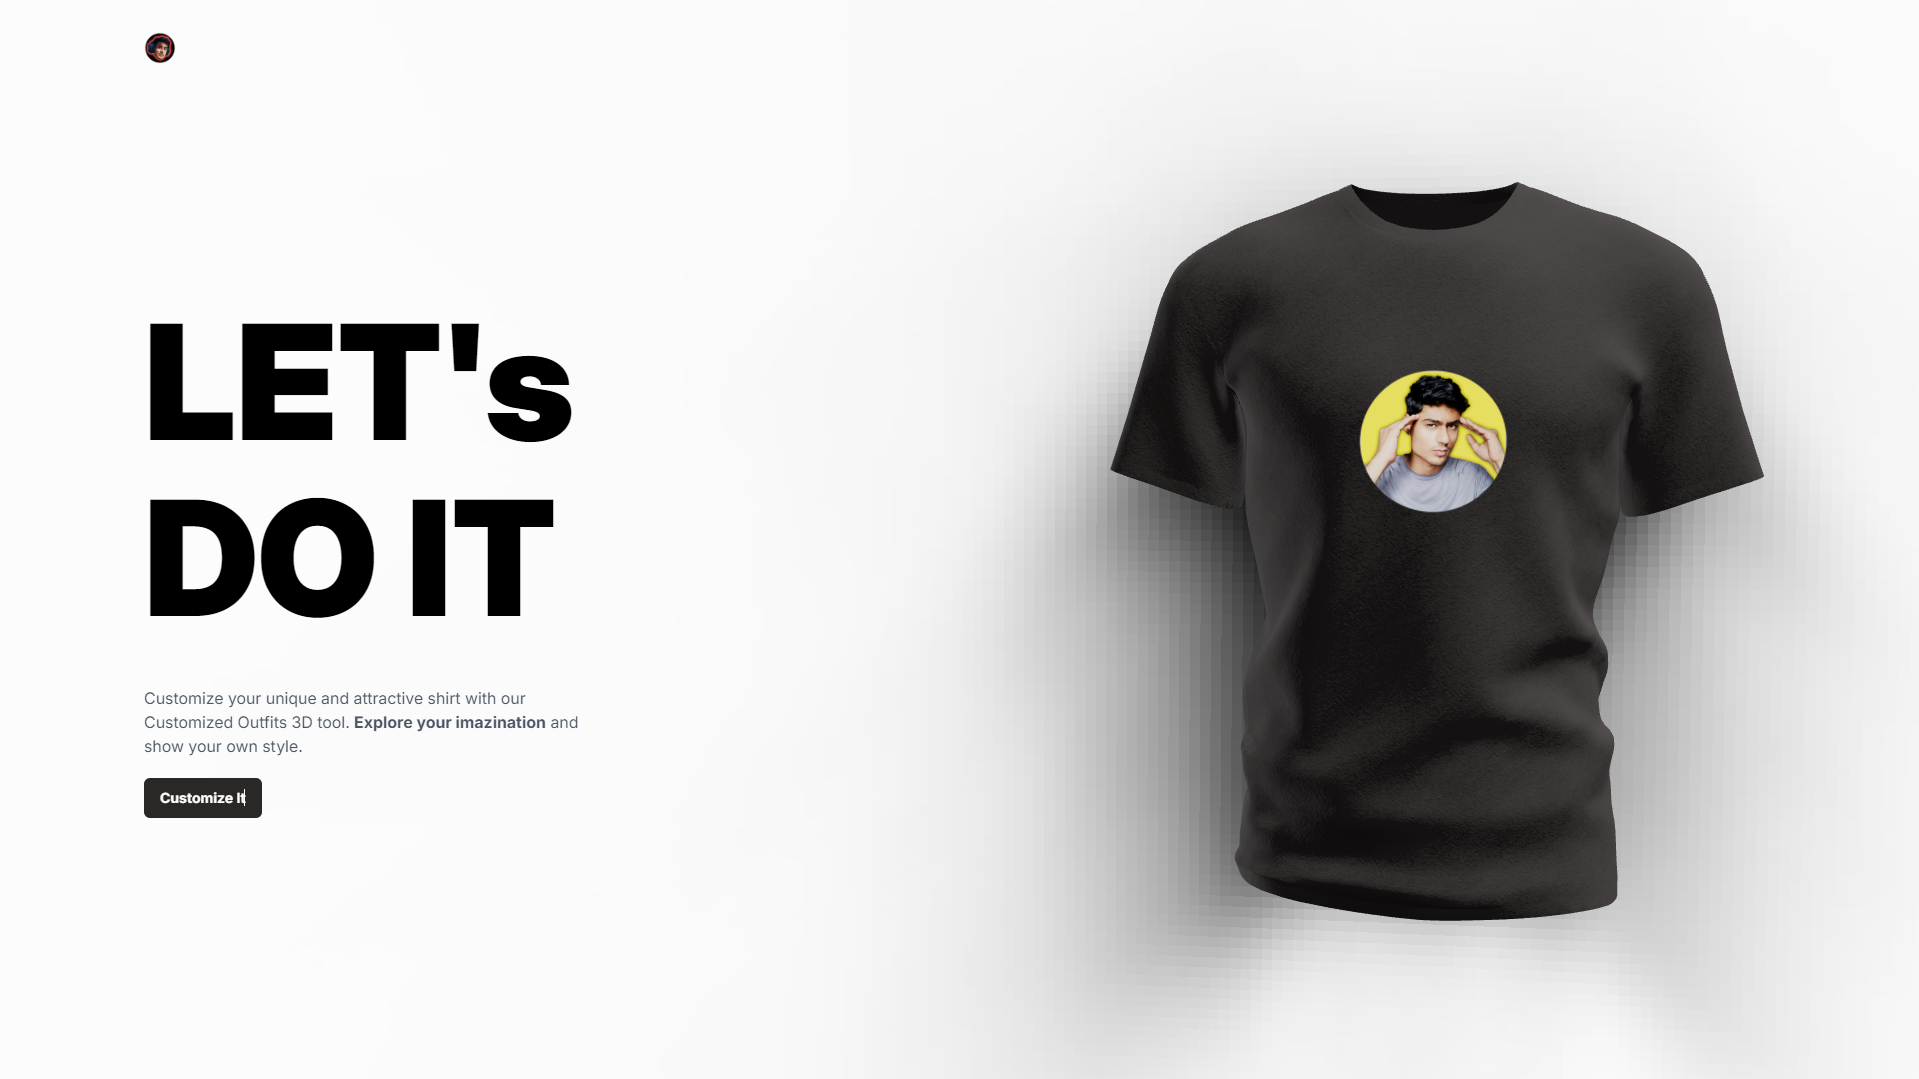 LET's
DO IT
Customize your unique and attractive shirt with our
Customized Outfits 3D tool. Explore your imazination and
show your own style.
Customize It